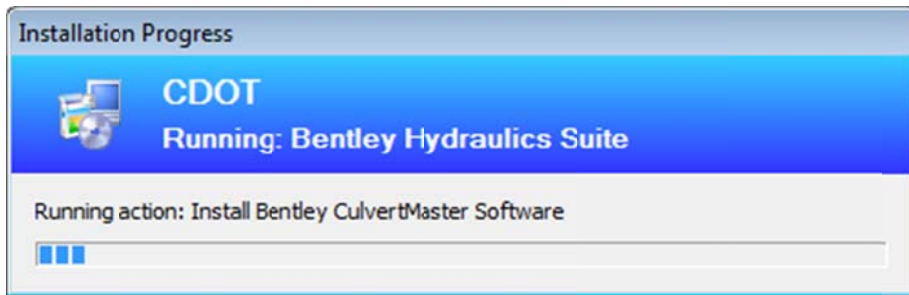 Installation Progress
CDOT
Running: Bentley Hydraulics Suite
Running action: Install Bentley CulvertMaster Software